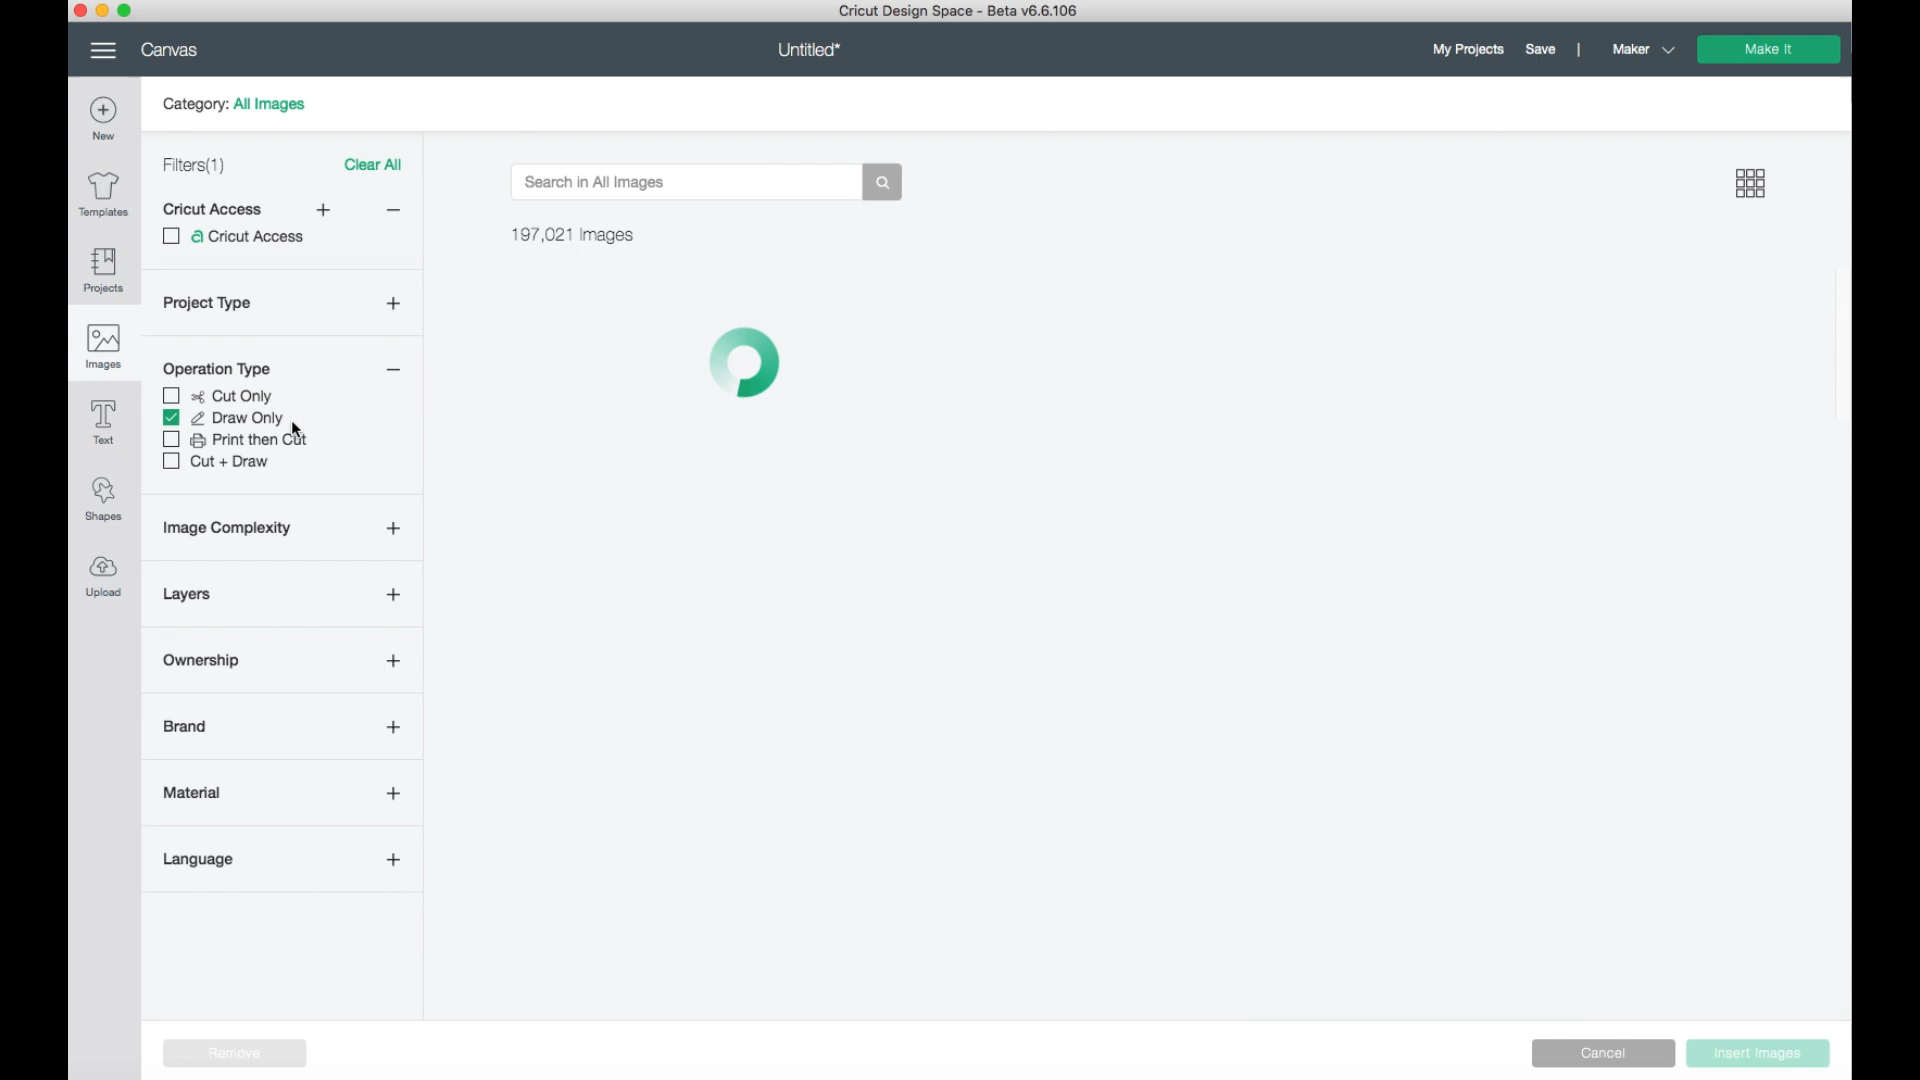 Cricut Design Space - Beta v6.6.106
Canvas
Untitled*
My Projects Save | Maker Make It
New
Templates
Projects
Images
Text
Shapes
Upload
Category: All Images
Filters(1) Clear All
Cricut Access + −
Cricut Access
Project Type +
Operation Type −
Cut Only
Draw Only
Print then Cut
Cut + Draw
Image Complexity +
Layers +
Ownership +
Brand +
Material +
Language +
Search in All Images
197,021 Images
Remove
Cancel
Insert Images